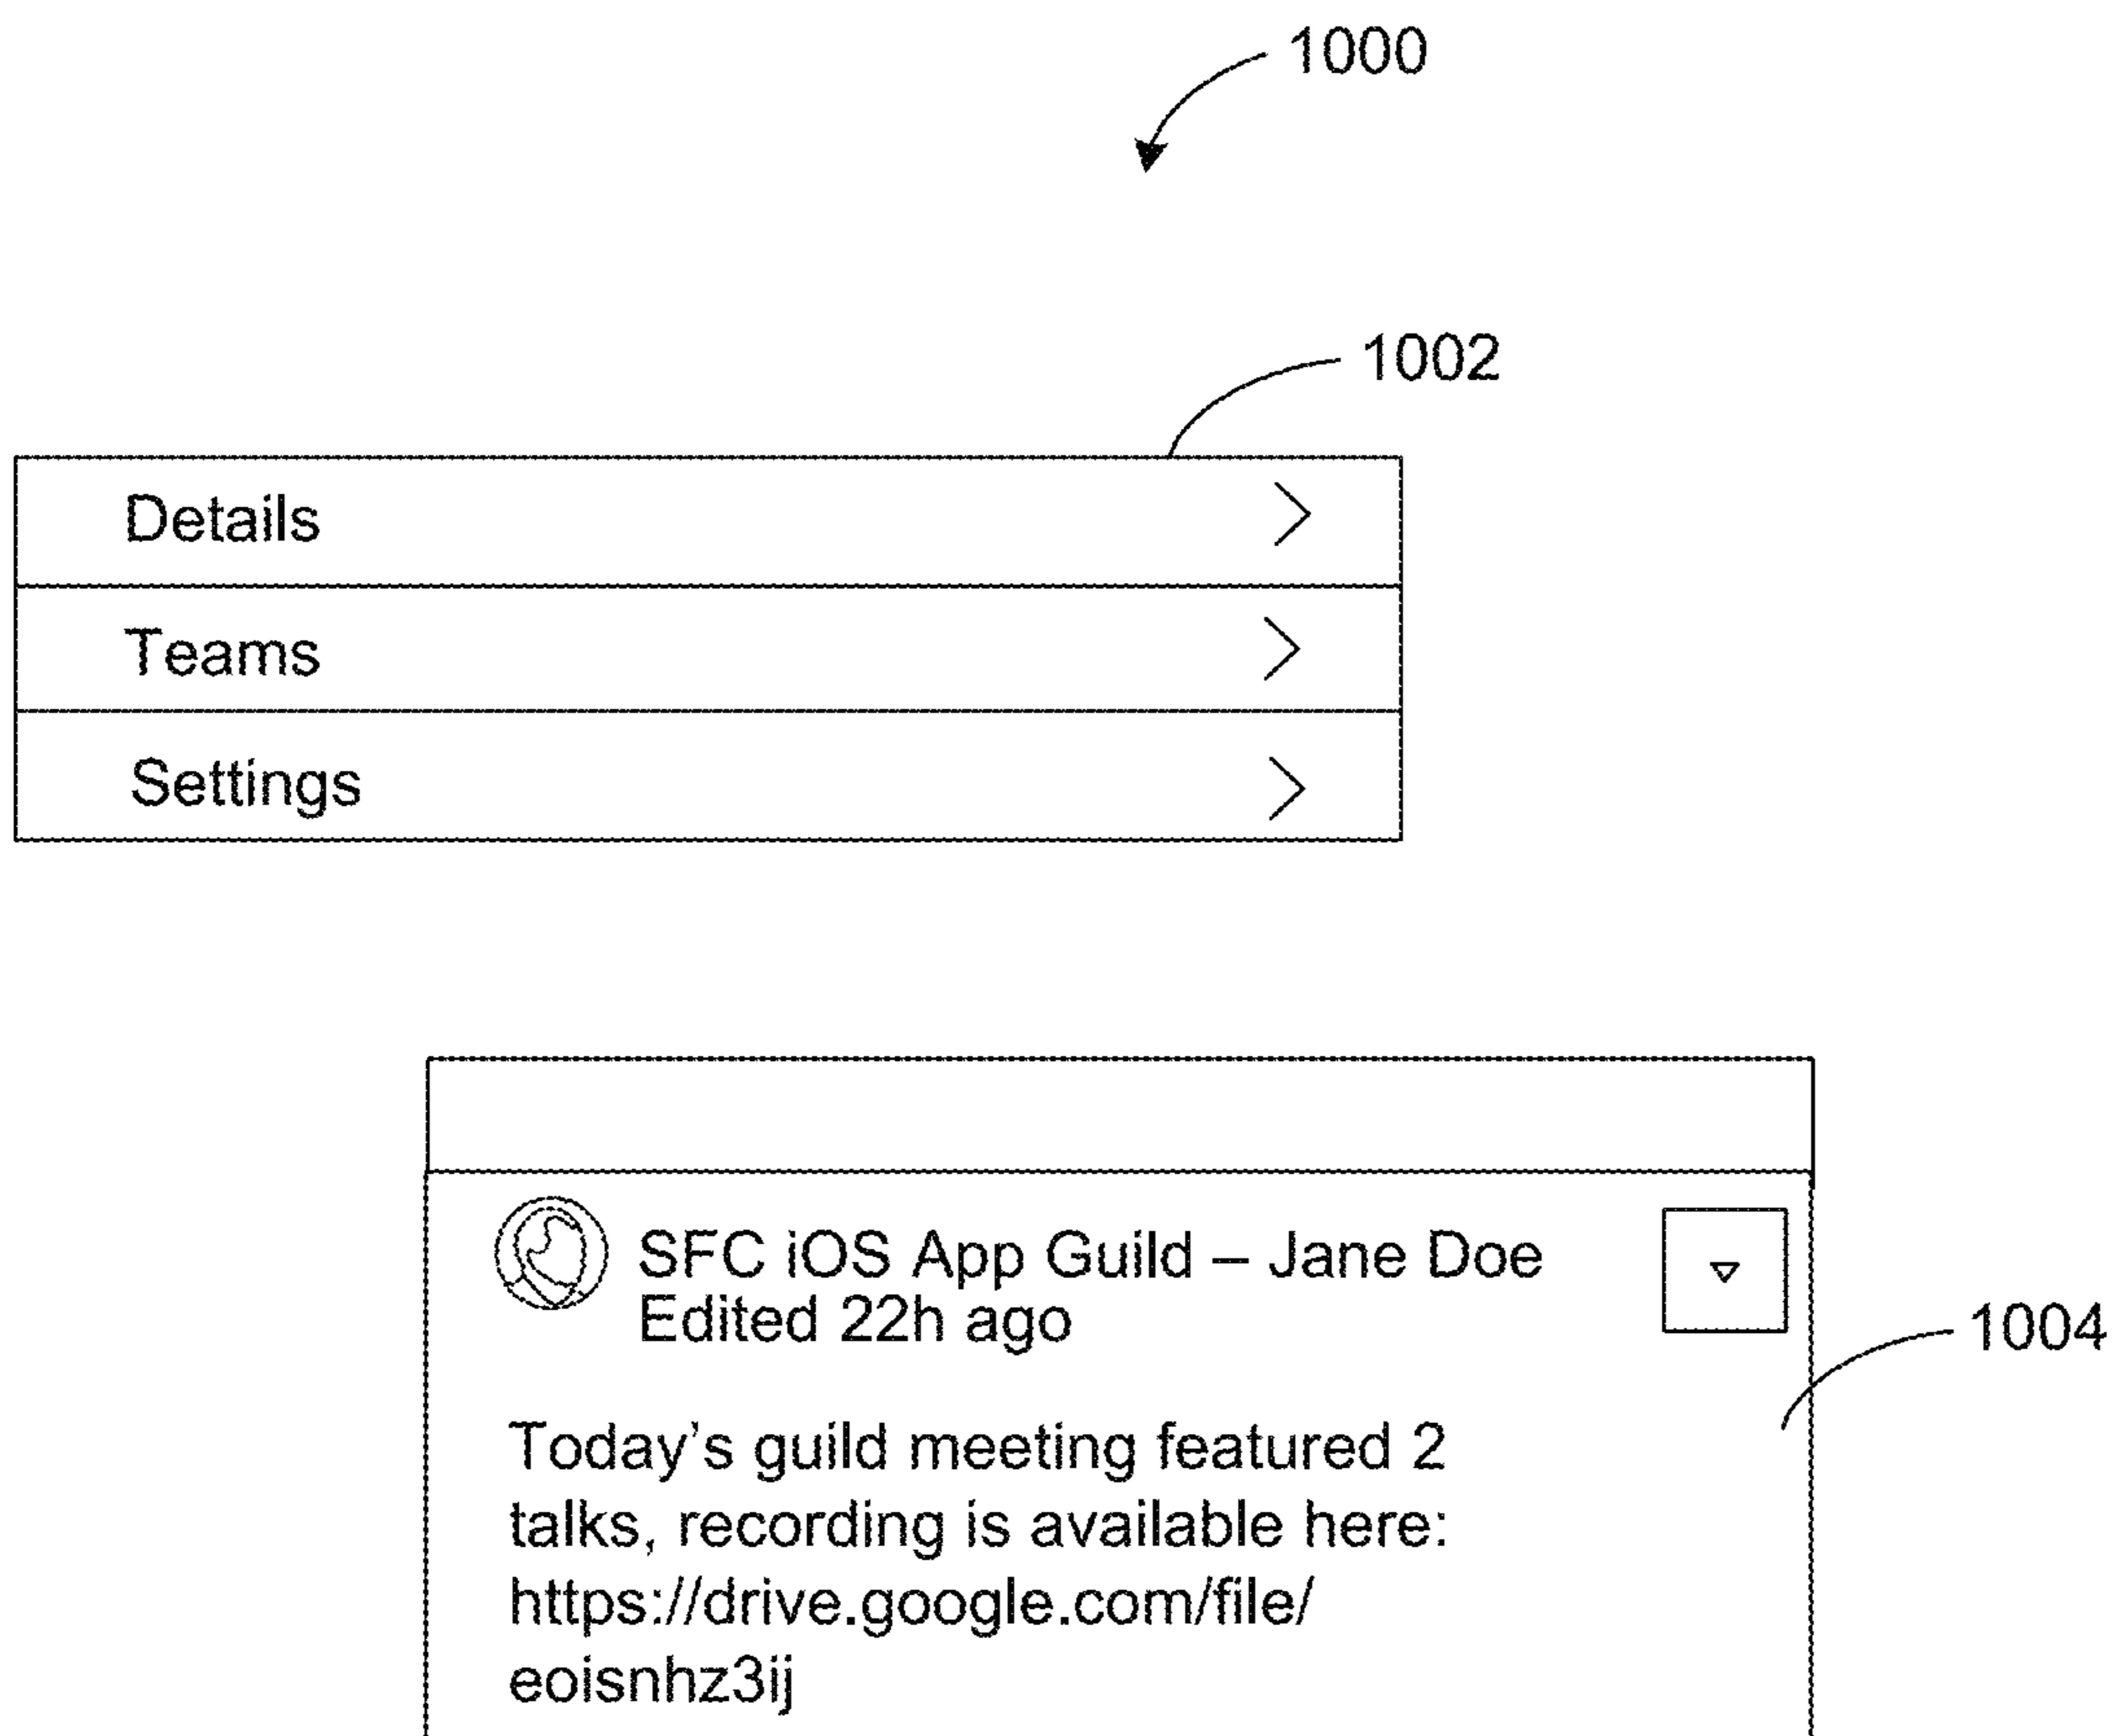 1000
1002
Details
Teams
Settings
SFC iOS App Guild – Jane Doe
Edited 22h ago
1004
Today’s guild meeting featured 2
talks, recording is available here:
https://drive.google.com/file/
eoisnhz3ij